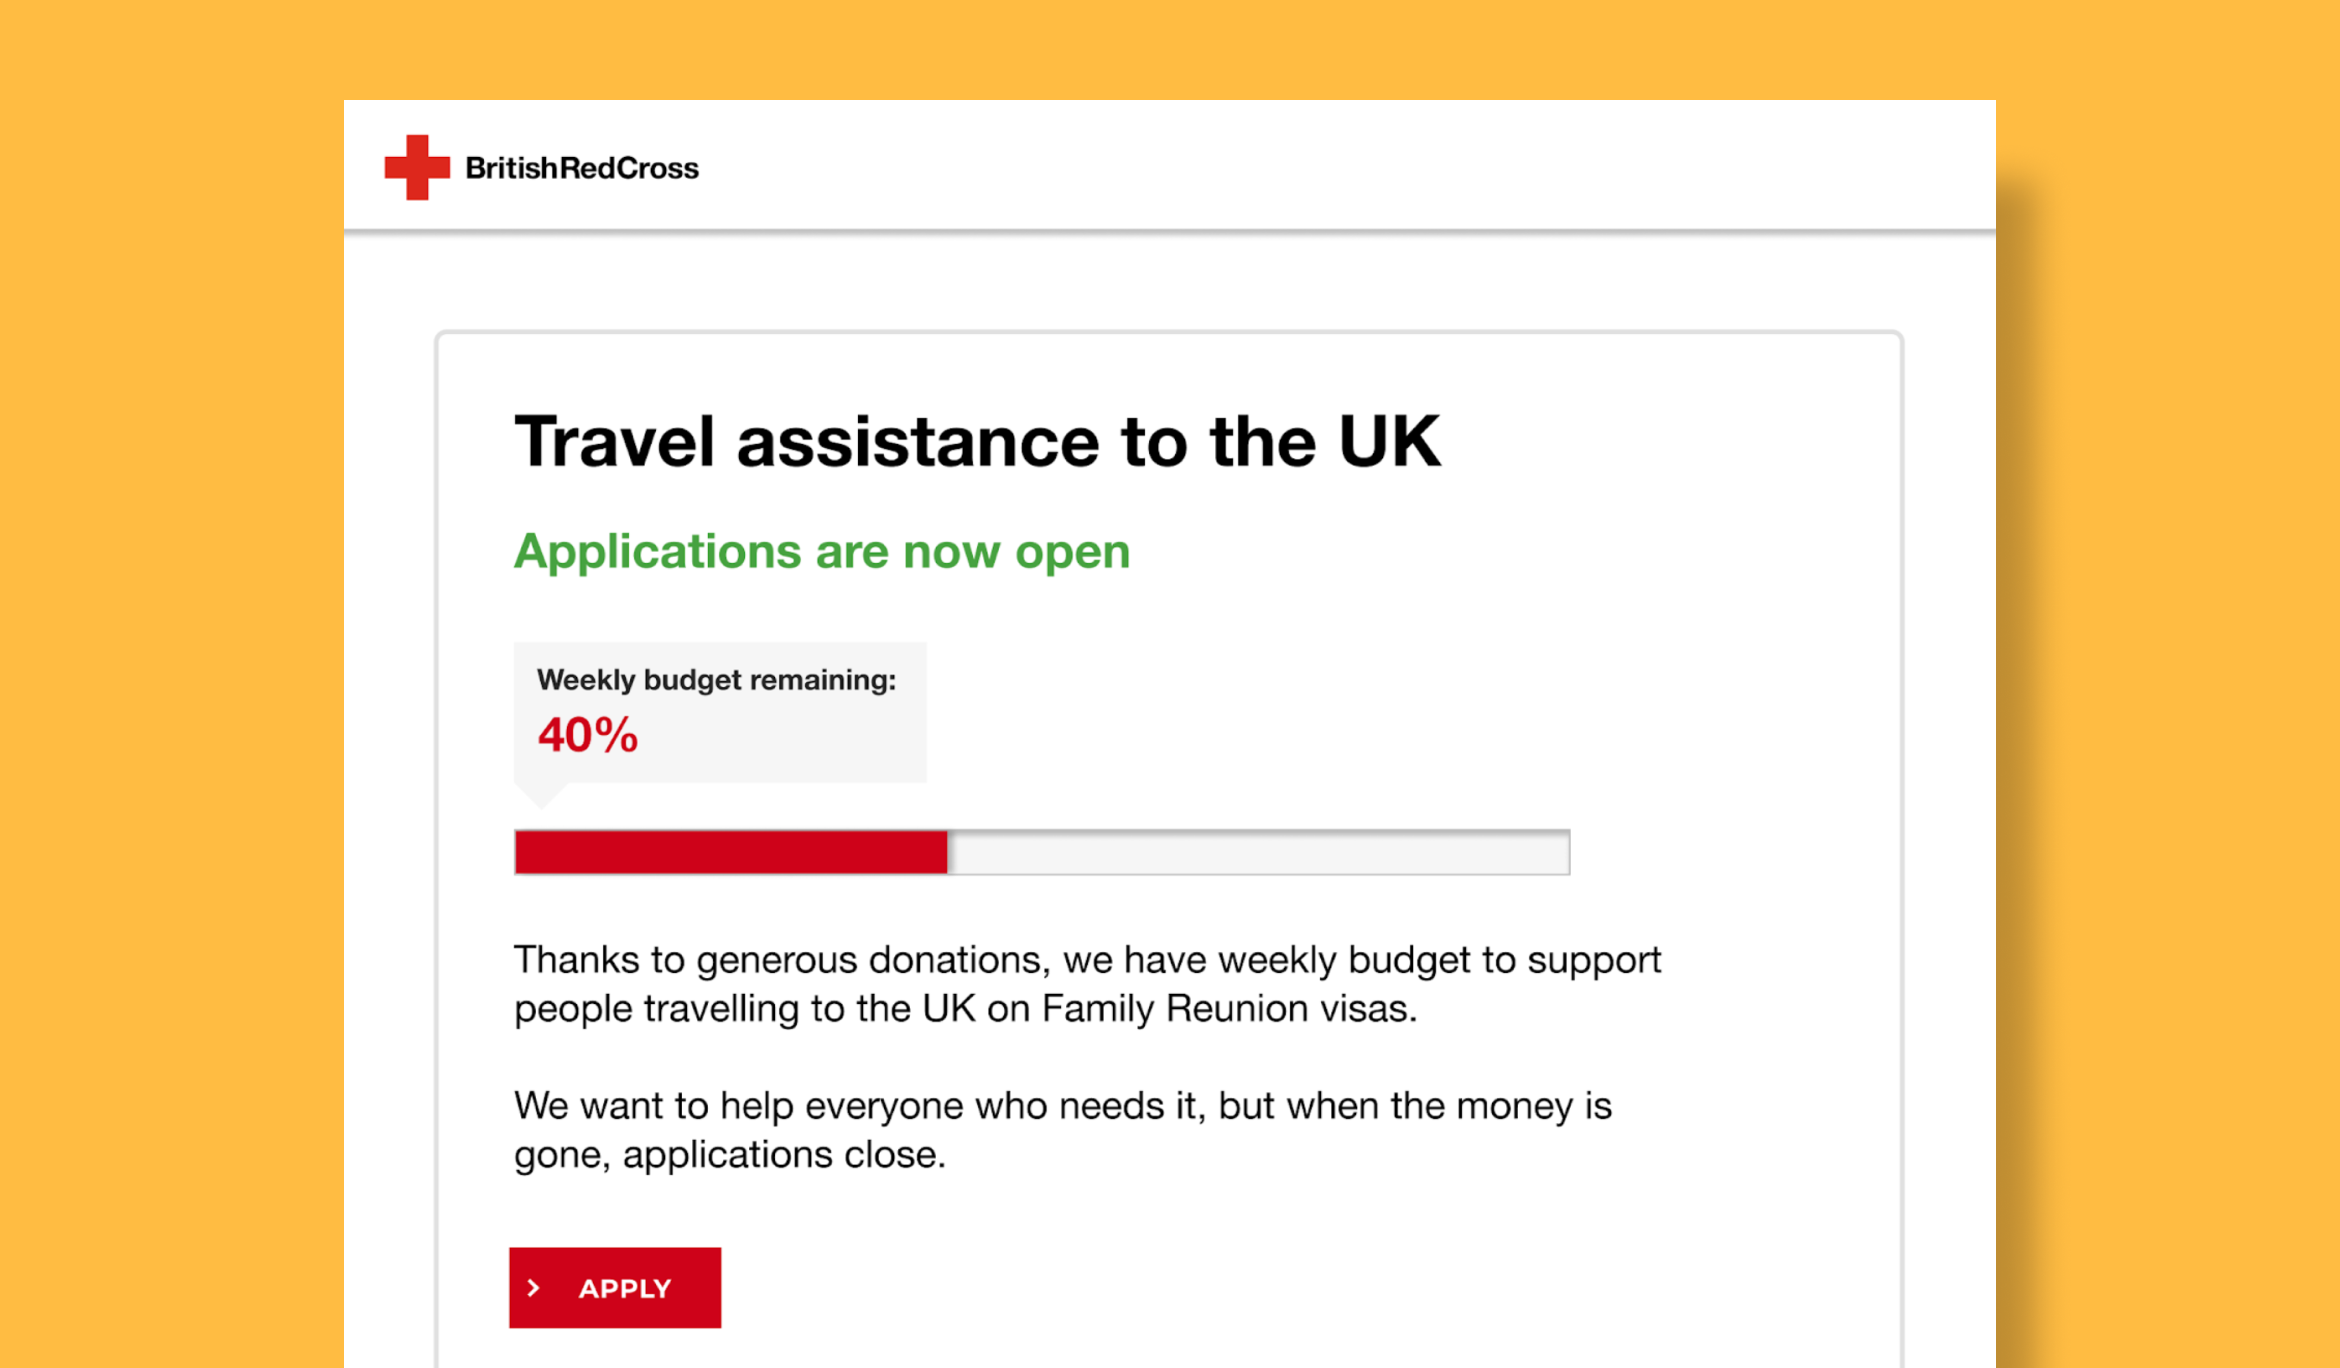 BritishRedCross
Travel assistance to the UK
Applications are now open
Weekly budget remaining:
40%
Thanks to generous donations, we have weekly budget to support
people travelling to the UK on Family Reunion visas.
We want to help everyone who needs it, but when the money is
gone, applications close.
APPLY